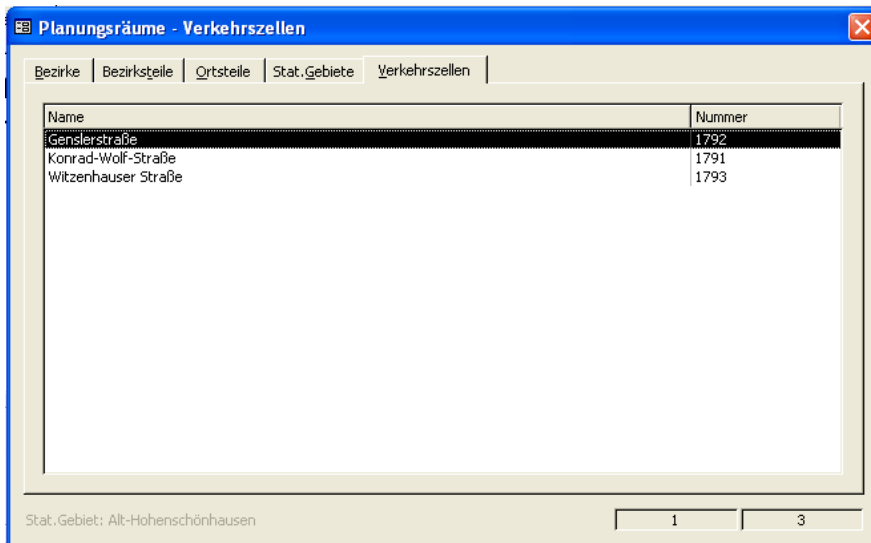 Planungsräume - Verkehrszellen
Bezirke Bezirksteile Ortsteile Stat.Gebiete Verkehrszellen
Name Nummer
Genslerstraße 1792
Konrad-Wolf-Straße 1791
Witzenhauser Straße 1793
Stat.Gebiet: Alt-Hohenschönhausen 1 3